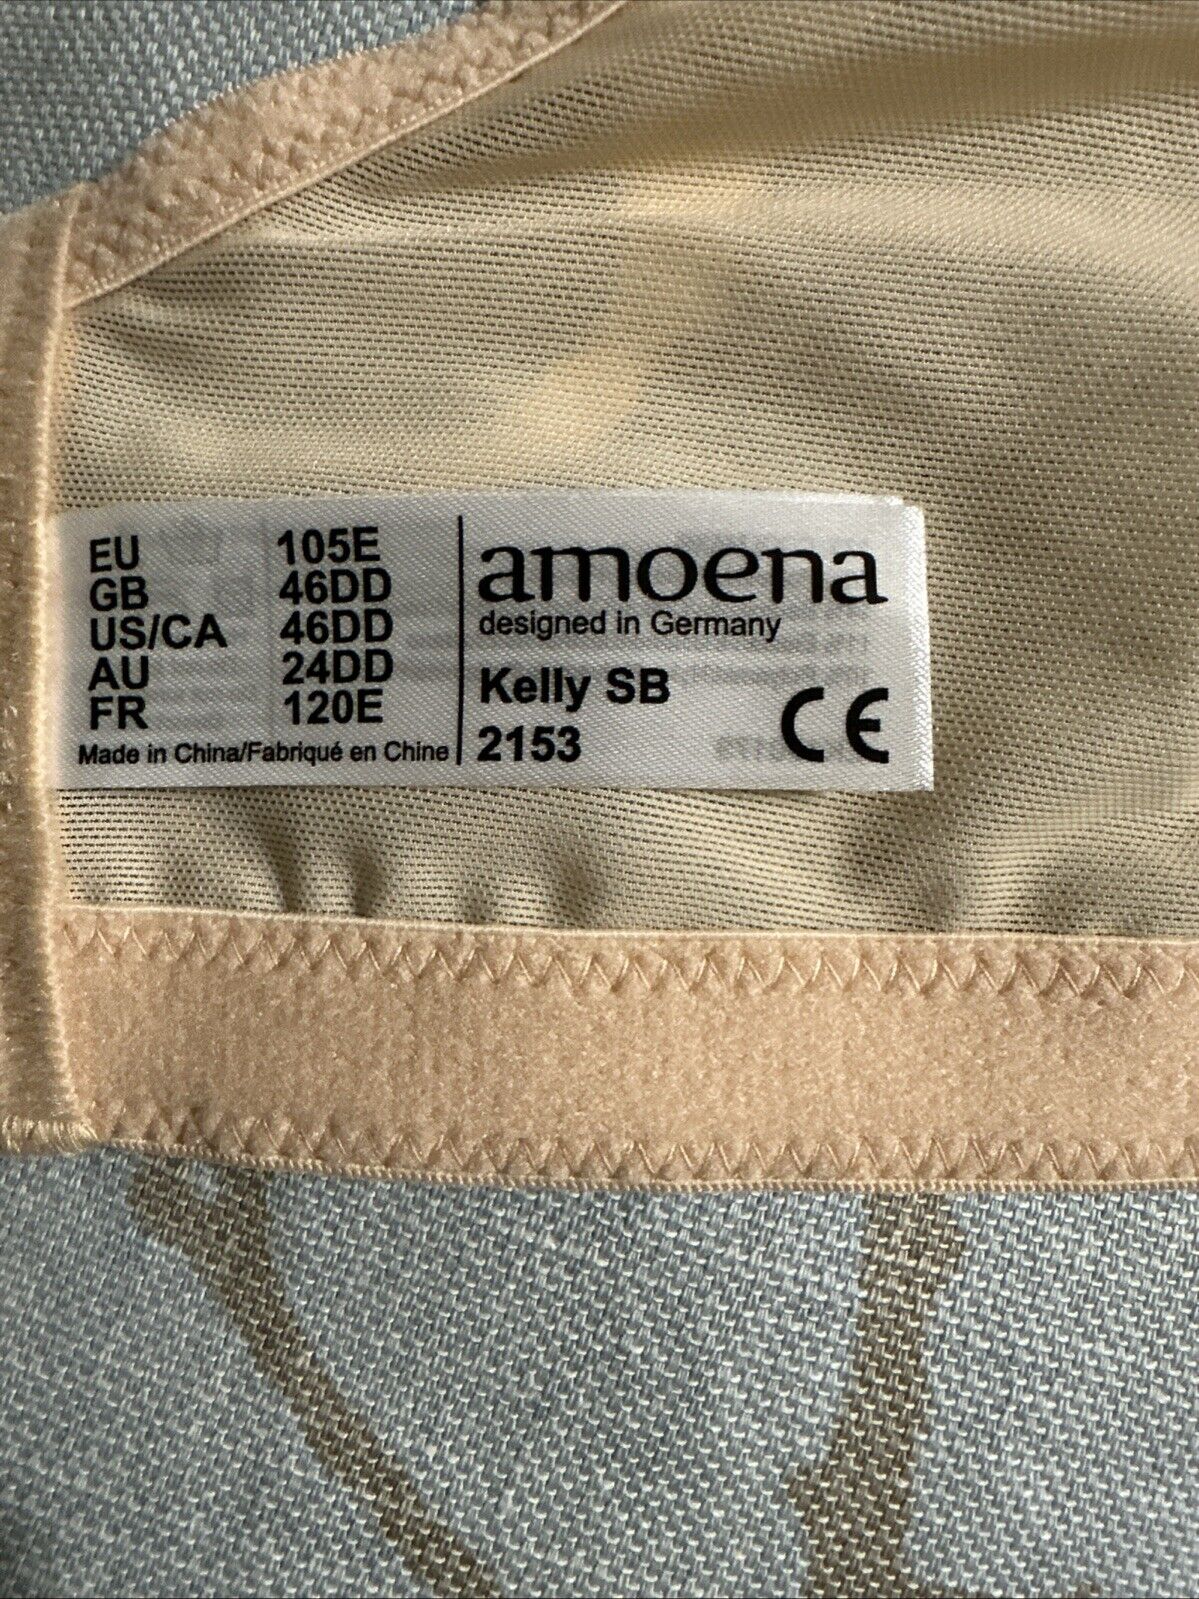 EU 105E
GB 46DD
US/CA 46DD
AU 24DD
FR 120E
Made in China/Fabriqué en Chine
amoena
designed in Germany
Kelly SB
2153
CE